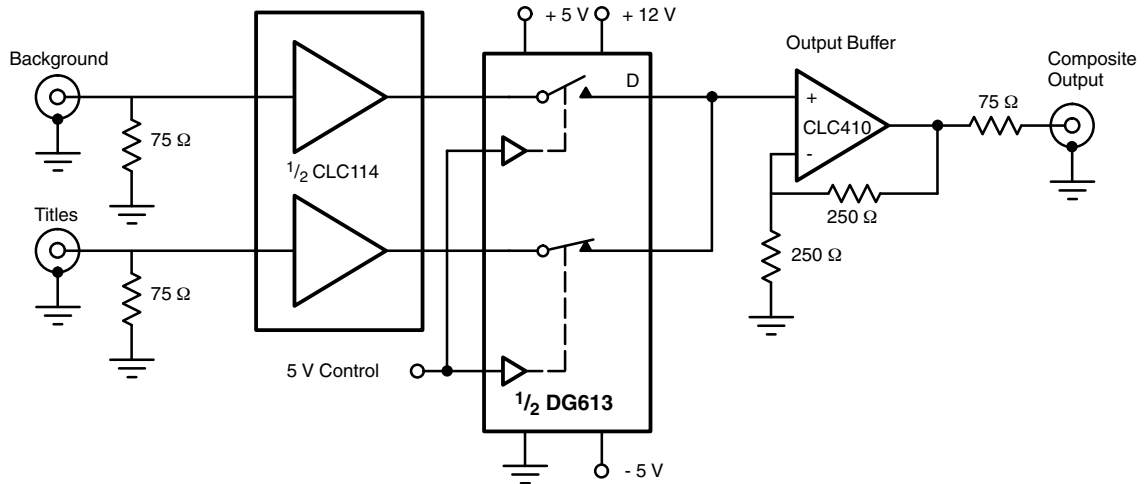 + 5 V
+ 12 V
Background
Output Buffer
Composite
Output
D
+
CLC410
-
75 Ω
75 Ω
1/2 CLC114
Titles
250 Ω
250 Ω
75 Ω
5 V Control
1/2 DG613
- 5 V